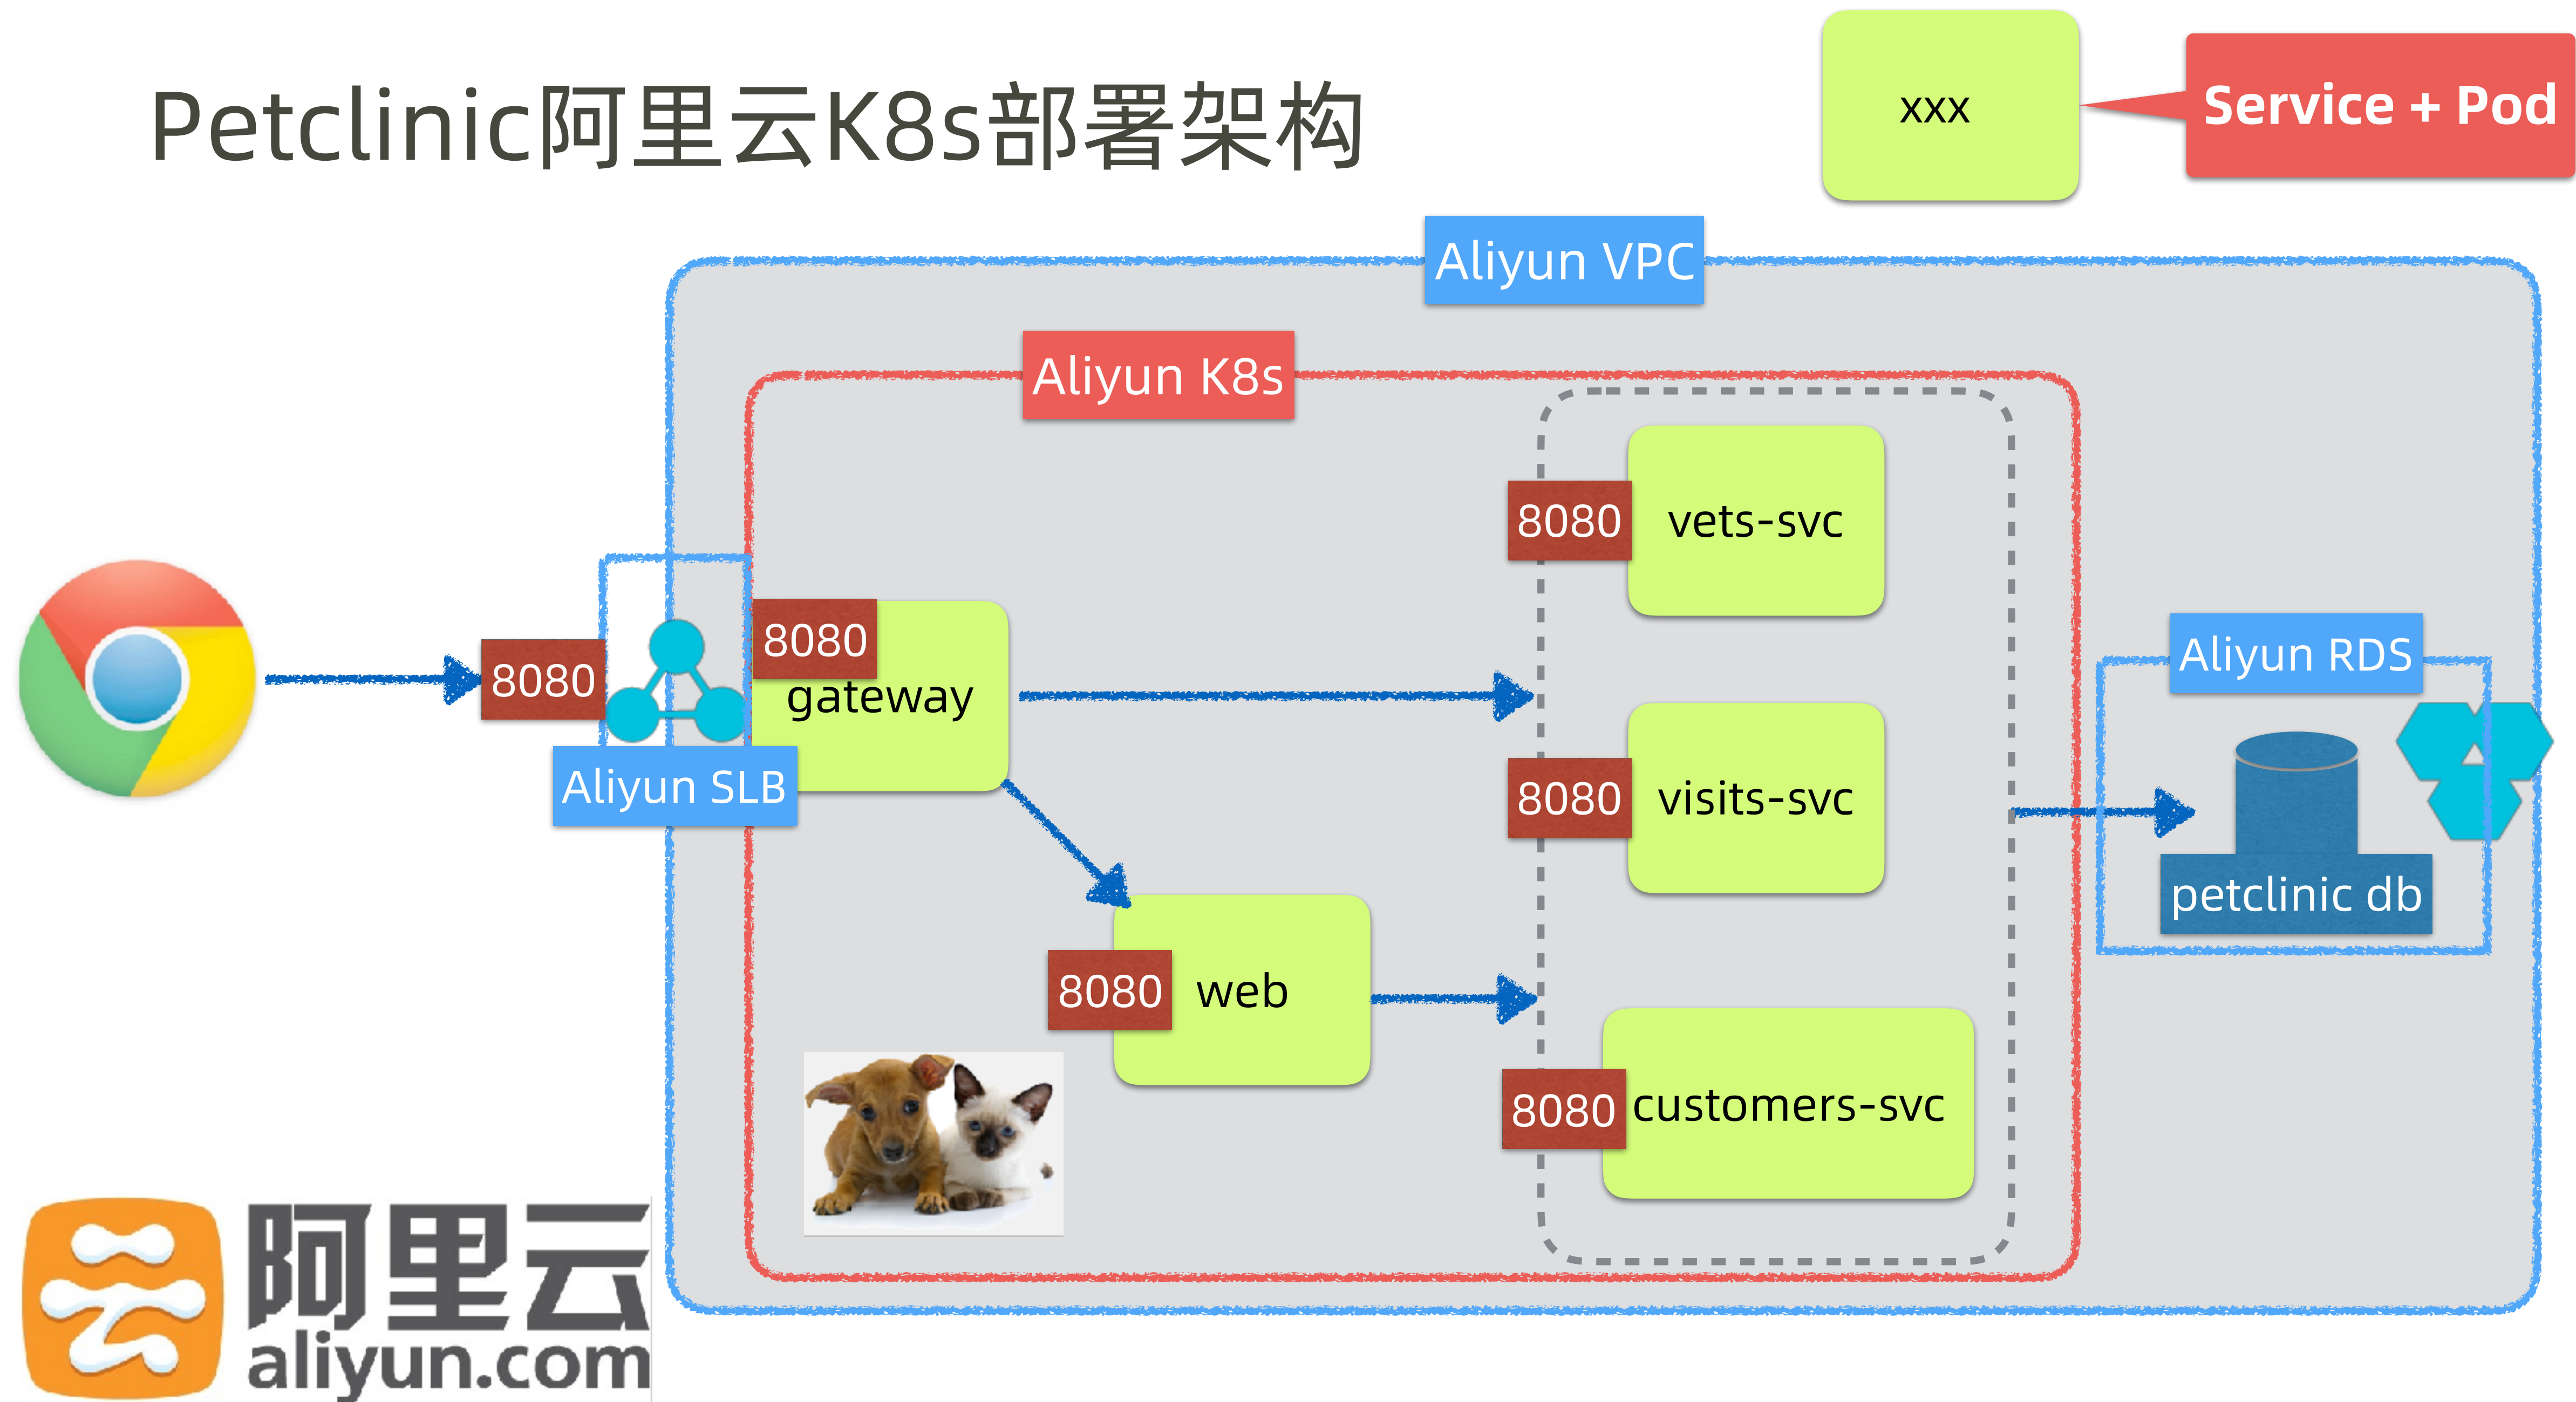 Petclinic阿里云K8s部署架构
xxx
Service + Pod
Aliyun VPC
Aliyun K8s
8080
vets-svc
8080
8080
gateway
Aliyun SLB
8080
visits-svc
Aliyun RDS
petclinic db
8080
web
8080
customers-svc
阿里云
aliyun.com